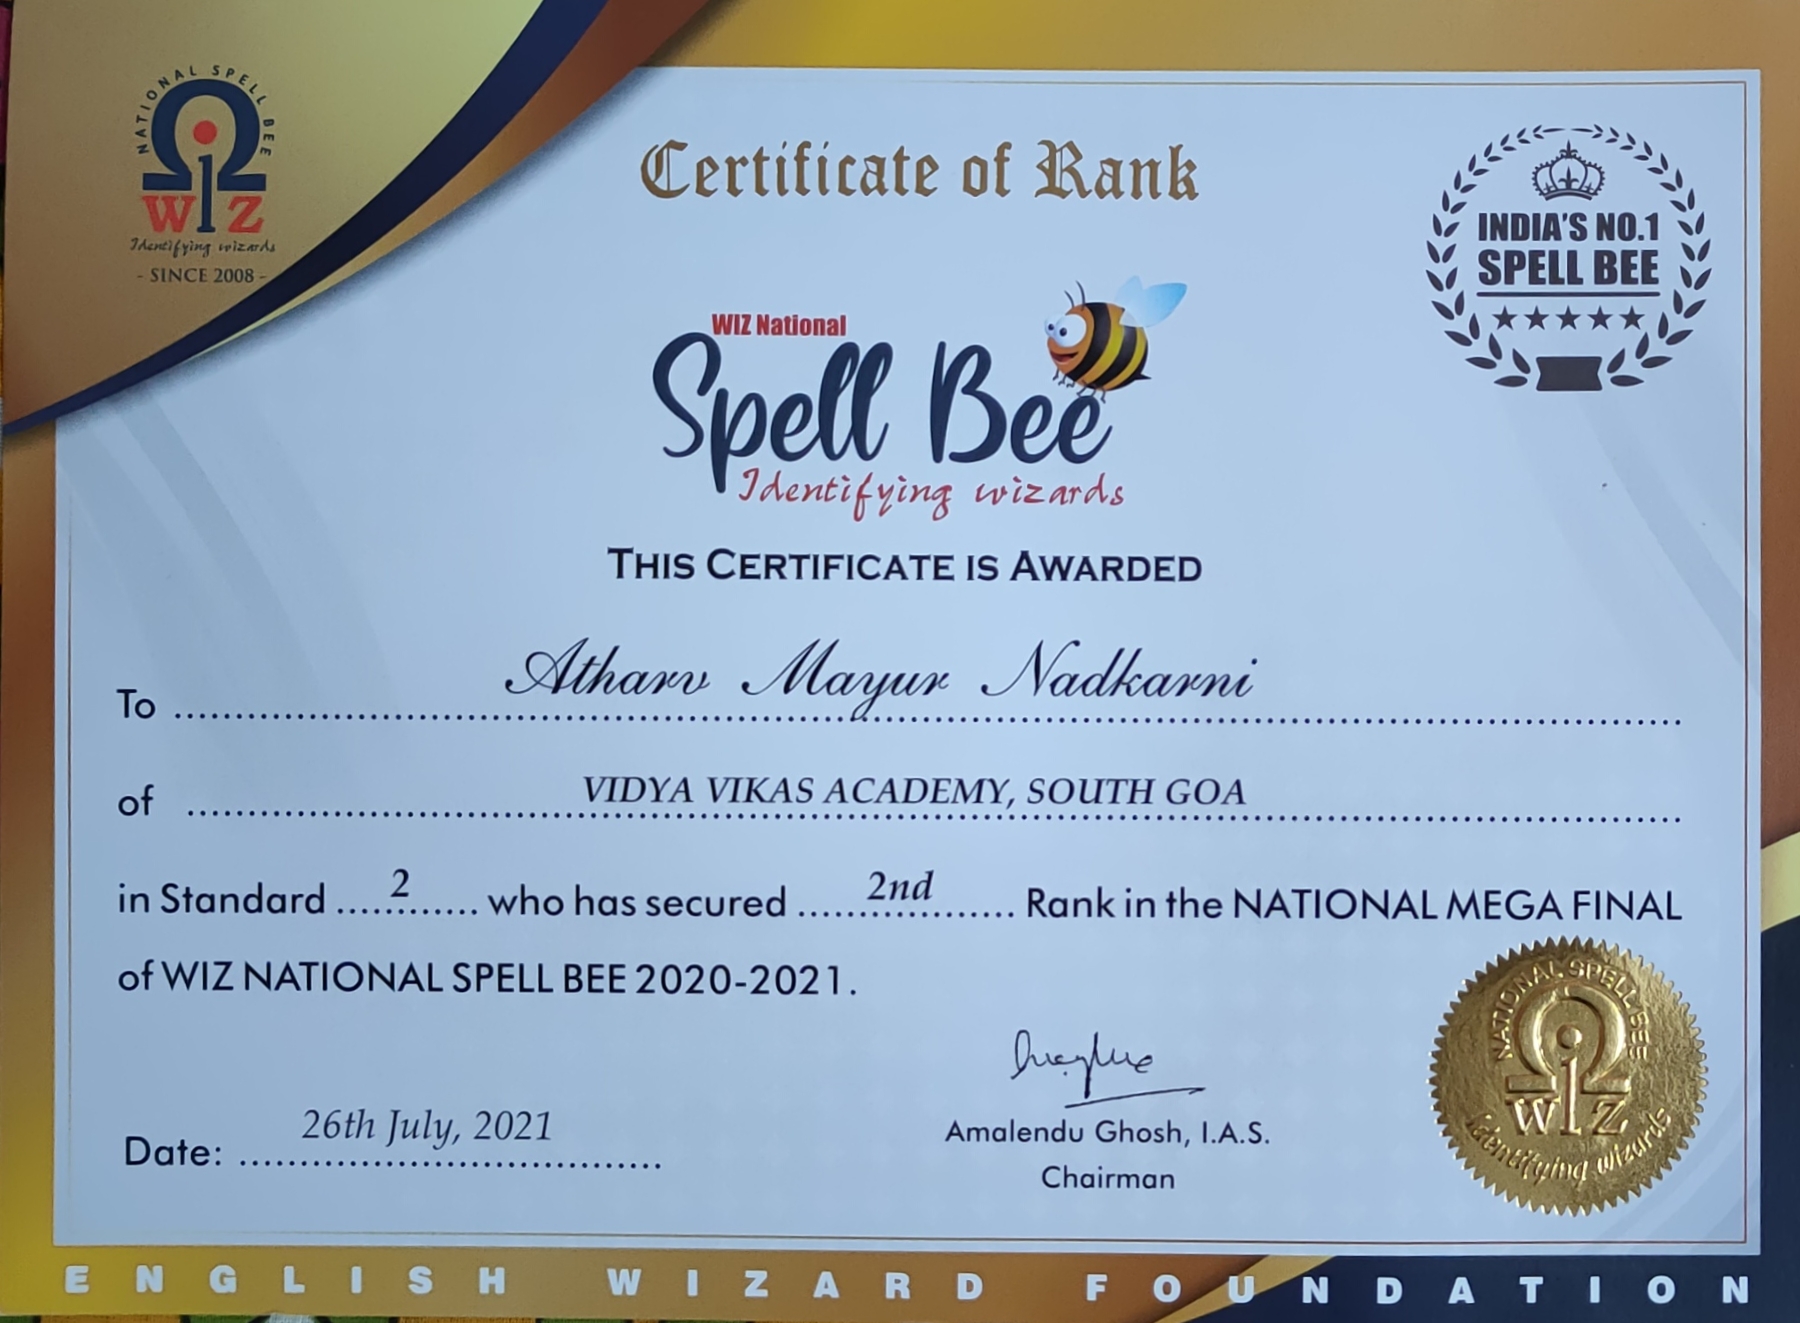 NATIONAL SPELL BEE
WIZ
Identifying wizards
- SINCE 2008 -
Certificate of Rank
INDIA'S NO.1
SPELL BEE
WIZ National
Spell Bee
Identifying wizards
THIS CERTIFICATE IS AWARDED
To Atharv Mayur Nadkarni
of VIDYA VIKAS ACADEMY, SOUTH GOA
in Standard 2 who has secured 2nd Rank in the NATIONAL MEGA FINAL
of WIZ NATIONAL SPELL BEE 2020-2021.
Date: 26th July, 2021
Amalendu Ghosh, I.A.S.
Chairman
NATIONAL SPELL BEE
WIZ
Identifying wizards
ENGLISH WIZARD FOUNDATION